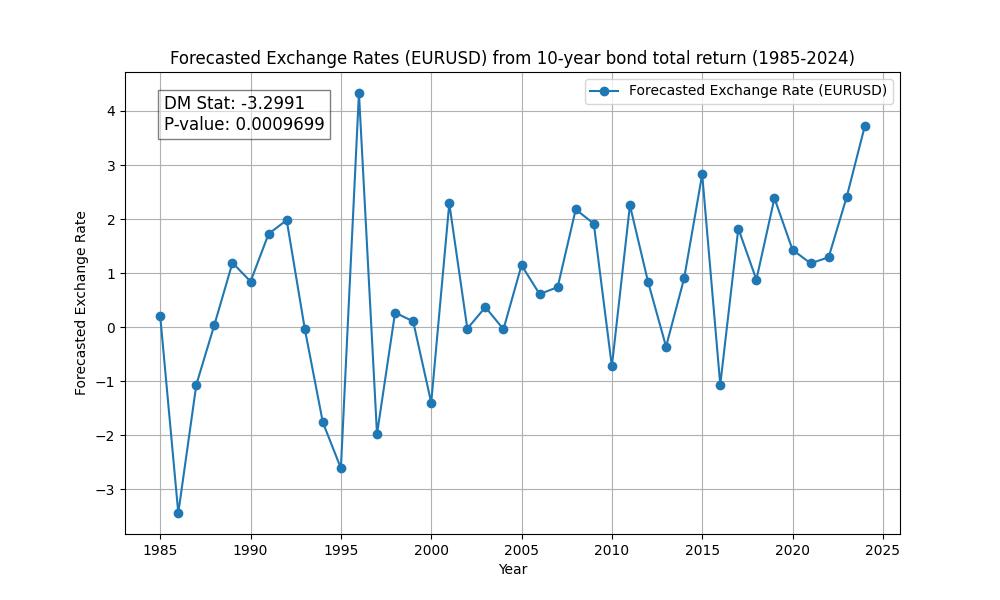 Forecasted Exchange Rates (EURUSD) from 10-year bond total return (1985-2024)
DM Stat: -3.2991
P-value: 0.0009699
Forecasted Exchange Rate (EURUSD)
4
3
2
1
0
−1
−2
−3
Forecasted Exchange Rate
1985 1990 1995 2000 2005 2010 2015 2020 2025
Year